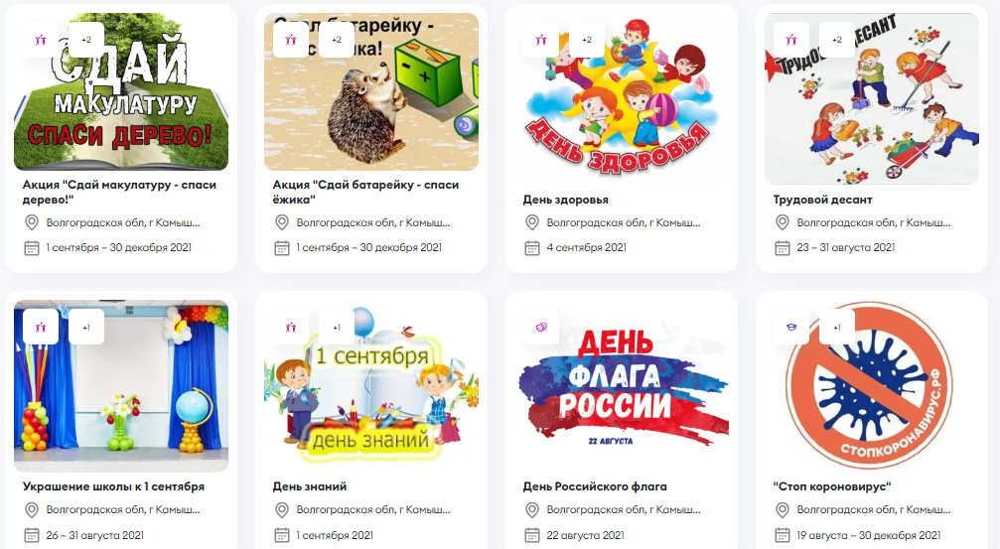 +2
СДАЙ
МАКУЛАТУРУ
СПАСИ ДЕРЕВО!
Акция "Сдай макулатуру - спаси
дерево!"
Волгоградская обл, г Камыш...
1 сентября – 30 декабря 2021
+2
батарейку -
Акция "Сдай батарейку - спаси
ёжика"
Волгоградская обл, г Камыш...
1 сентября – 30 декабря 2021
+2
ДЕНЬ ЗДОРОВЬЯ
День здоровья
Волгоградская обл, г Камыш...
4 сентября 2021
+2
Трудовой десант
Волгоградская обл, г Камыш...
23 – 31 августа 2021
+1
Украшение школы к 1 сентября
Волгоградская обл, г Камыш...
26 – 31 августа 2021
+1
1 сентября
день знаний
День знаний
Волгоградская обл, г Камыш...
1 сентября 2021
ДЕНЬ
ФЛАГА
РОССИИ
22 АВГУСТА
День Российского флага
Волгоградская обл, г Камыш...
22 августа 2021
+1
СТОПКОРОНАВИРУС.РФ
"Стоп короновирус"
Волгоградская обл, г Камыш...
19 августа – 30 декабря 2021